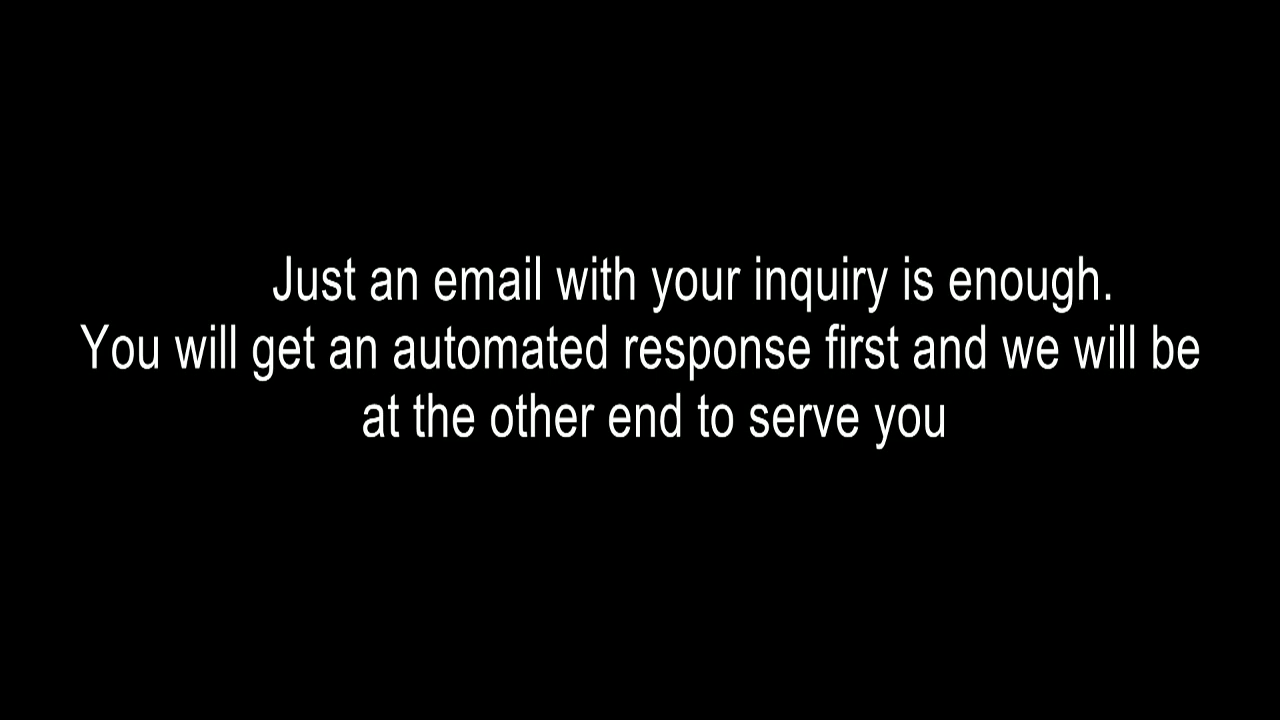 Just an email with your inquiry is enough.
You will get an automated response first and we will be
at the other end to serve you